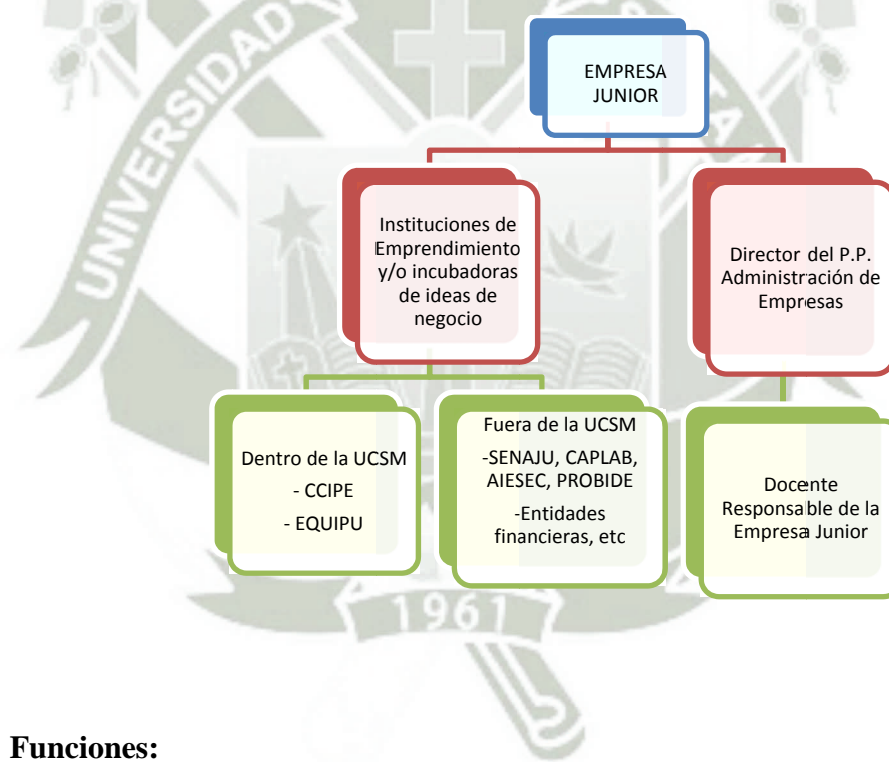 UNIVERSIDAD
EMPRESA
JUNIOR
Instituciones de
Emprendimiento
y/o incubadoras
de ideas de
negocio
Director del P.P.
Administración de
Empresas
Dentro de la UCSM
- CCIPE
- EQUIPU
Fuera de la UCSM
-SENAJU, CAPLAB,
AIESEC, PROBIDE
-Entidades
financieras, etc
Docente
Responsable de la
Empresa Junior
1961
Funciones: